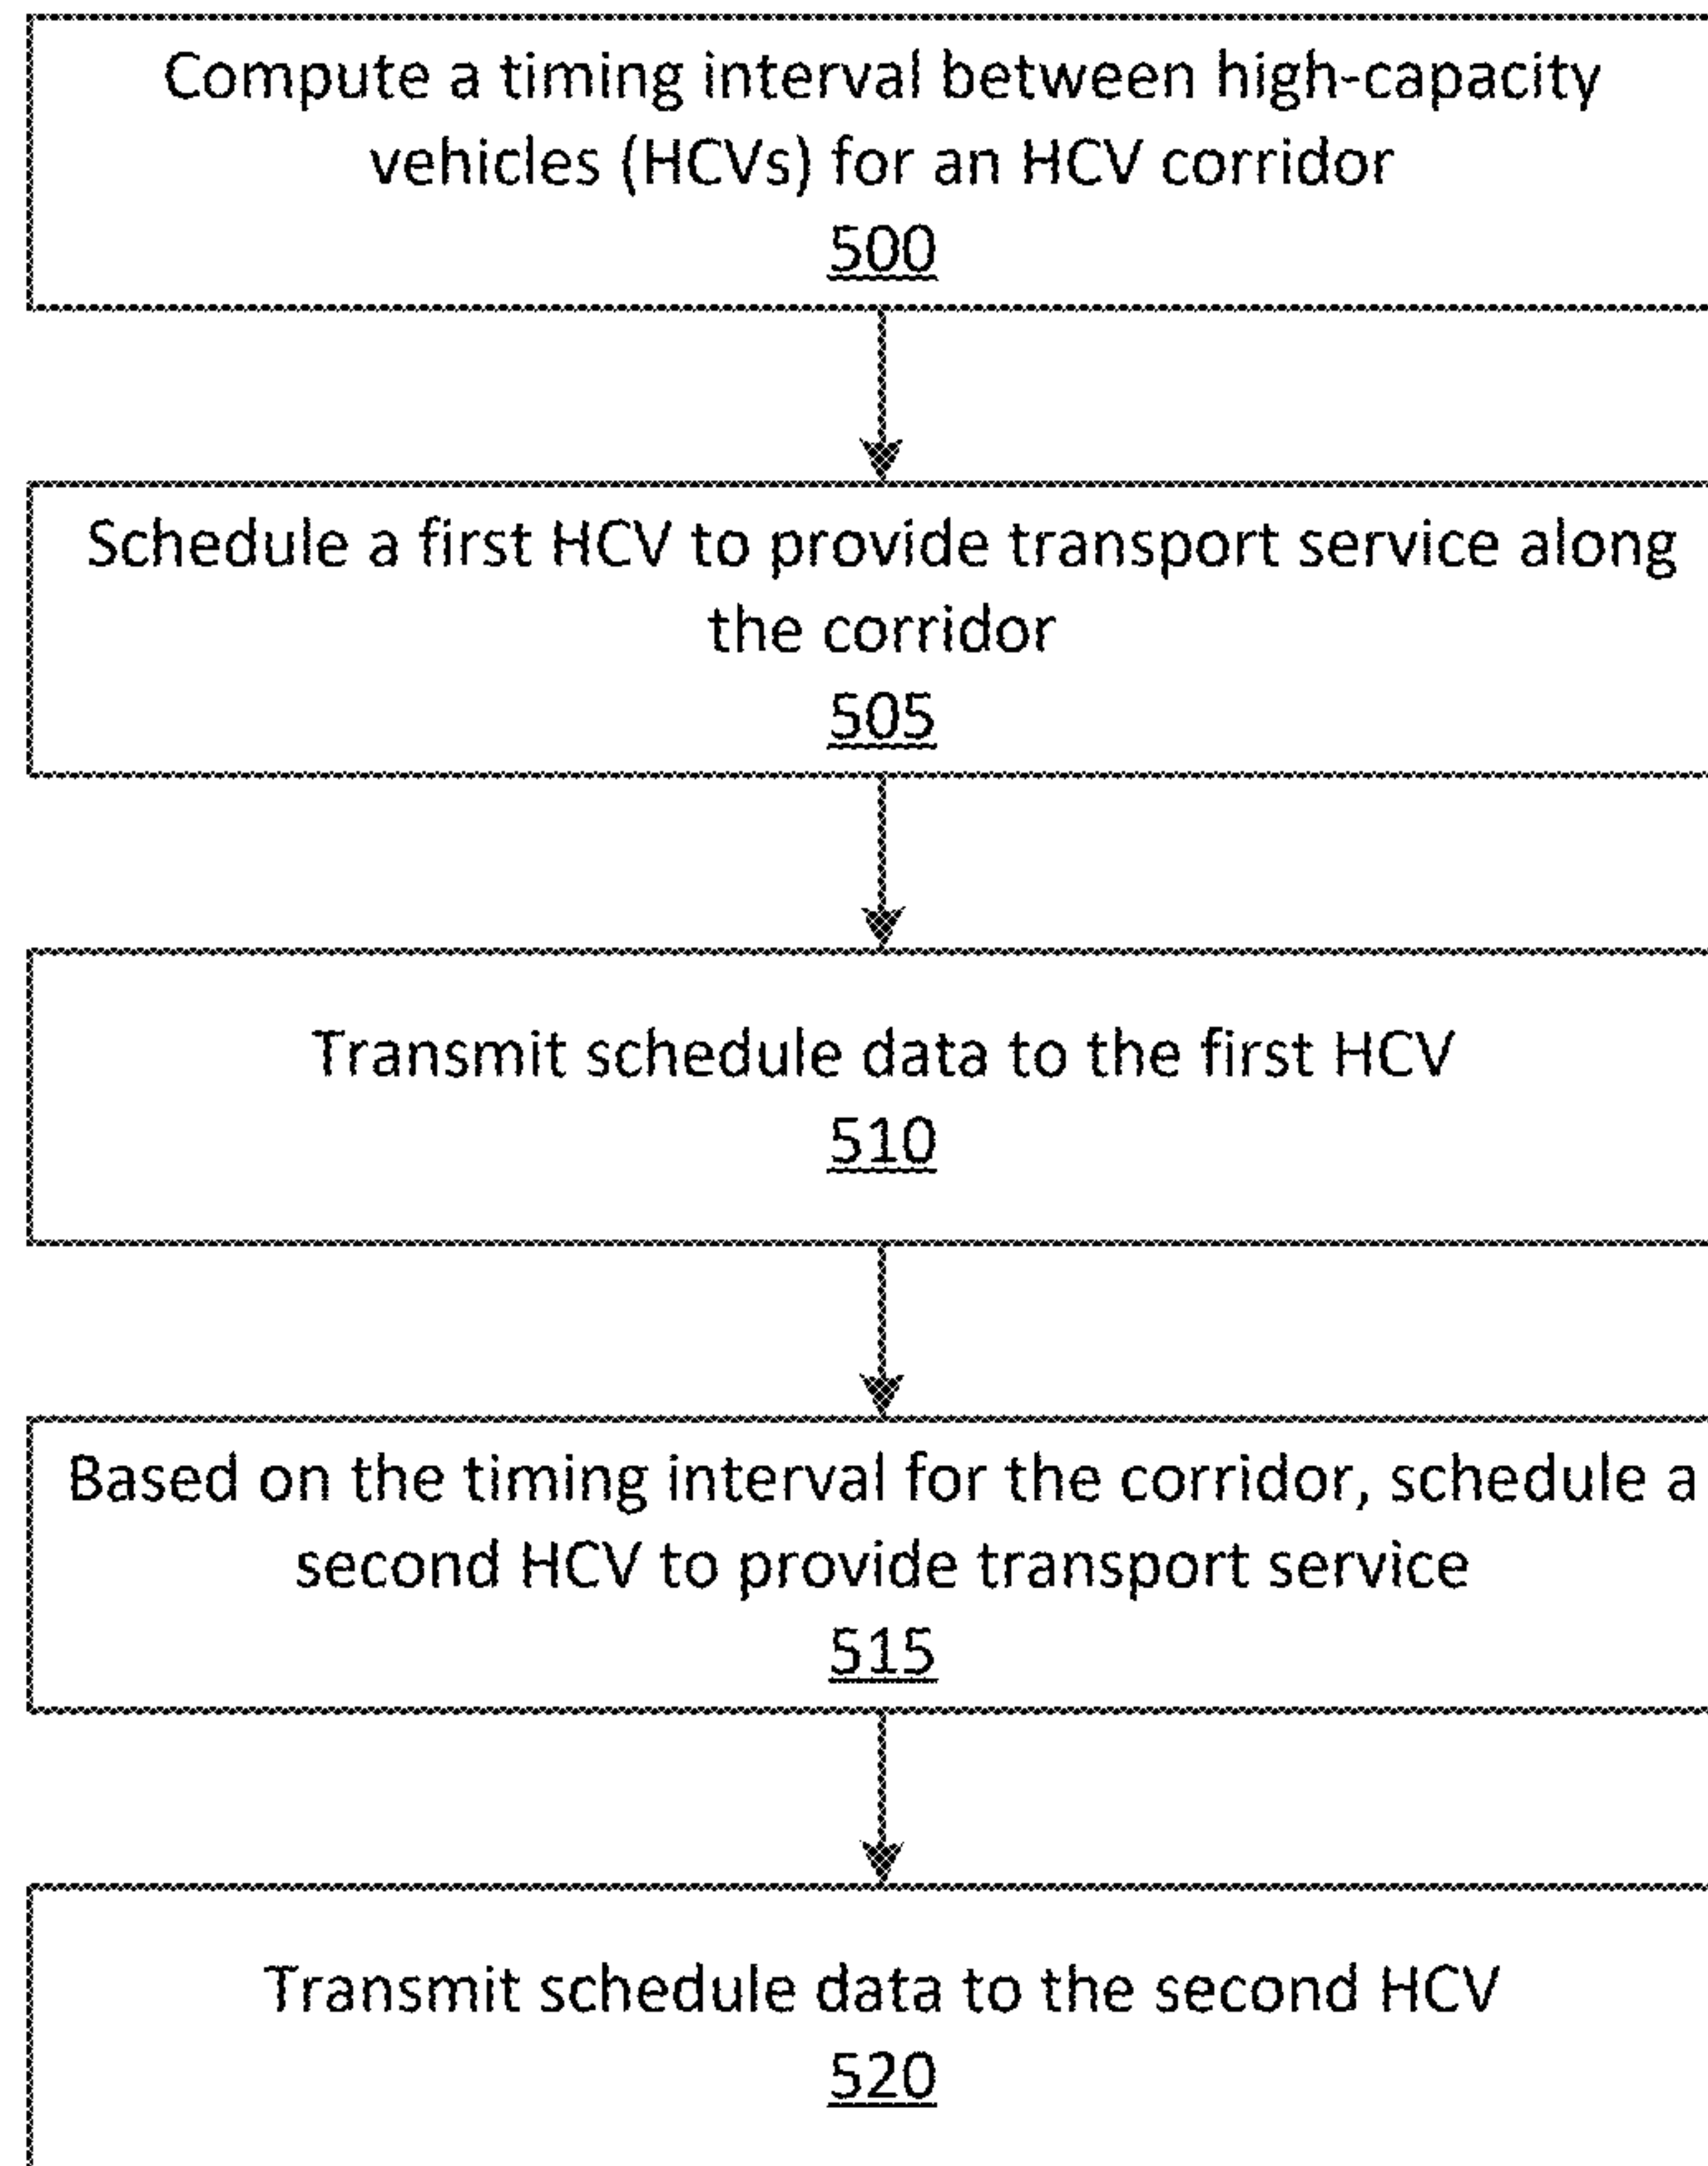 Compute a timing interval between high-capacity
vehicles (HCVs) for an HCV corridor
500
Schedule a first HCV to provide transport service along
the corridor
505
Transmit schedule data to the first HCV
510
Based on the timing interval for the corridor, schedule a
second HCV to provide transport service
515
Transmit schedule data to the second HCV
520